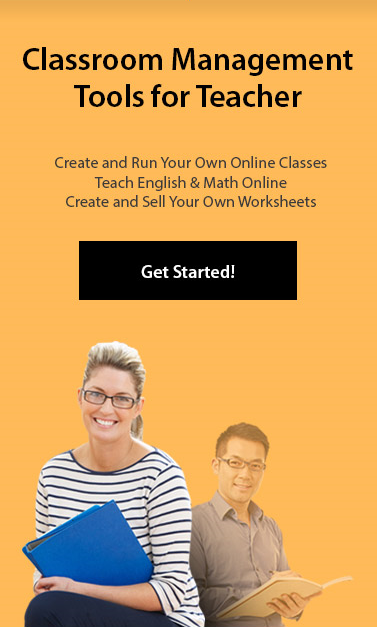 Classroom Management
Tools for Teacher
Create and Run Your Own Online Classes
Teach English & Math Online
Create and Sell Your Own Worksheets
Get Started!